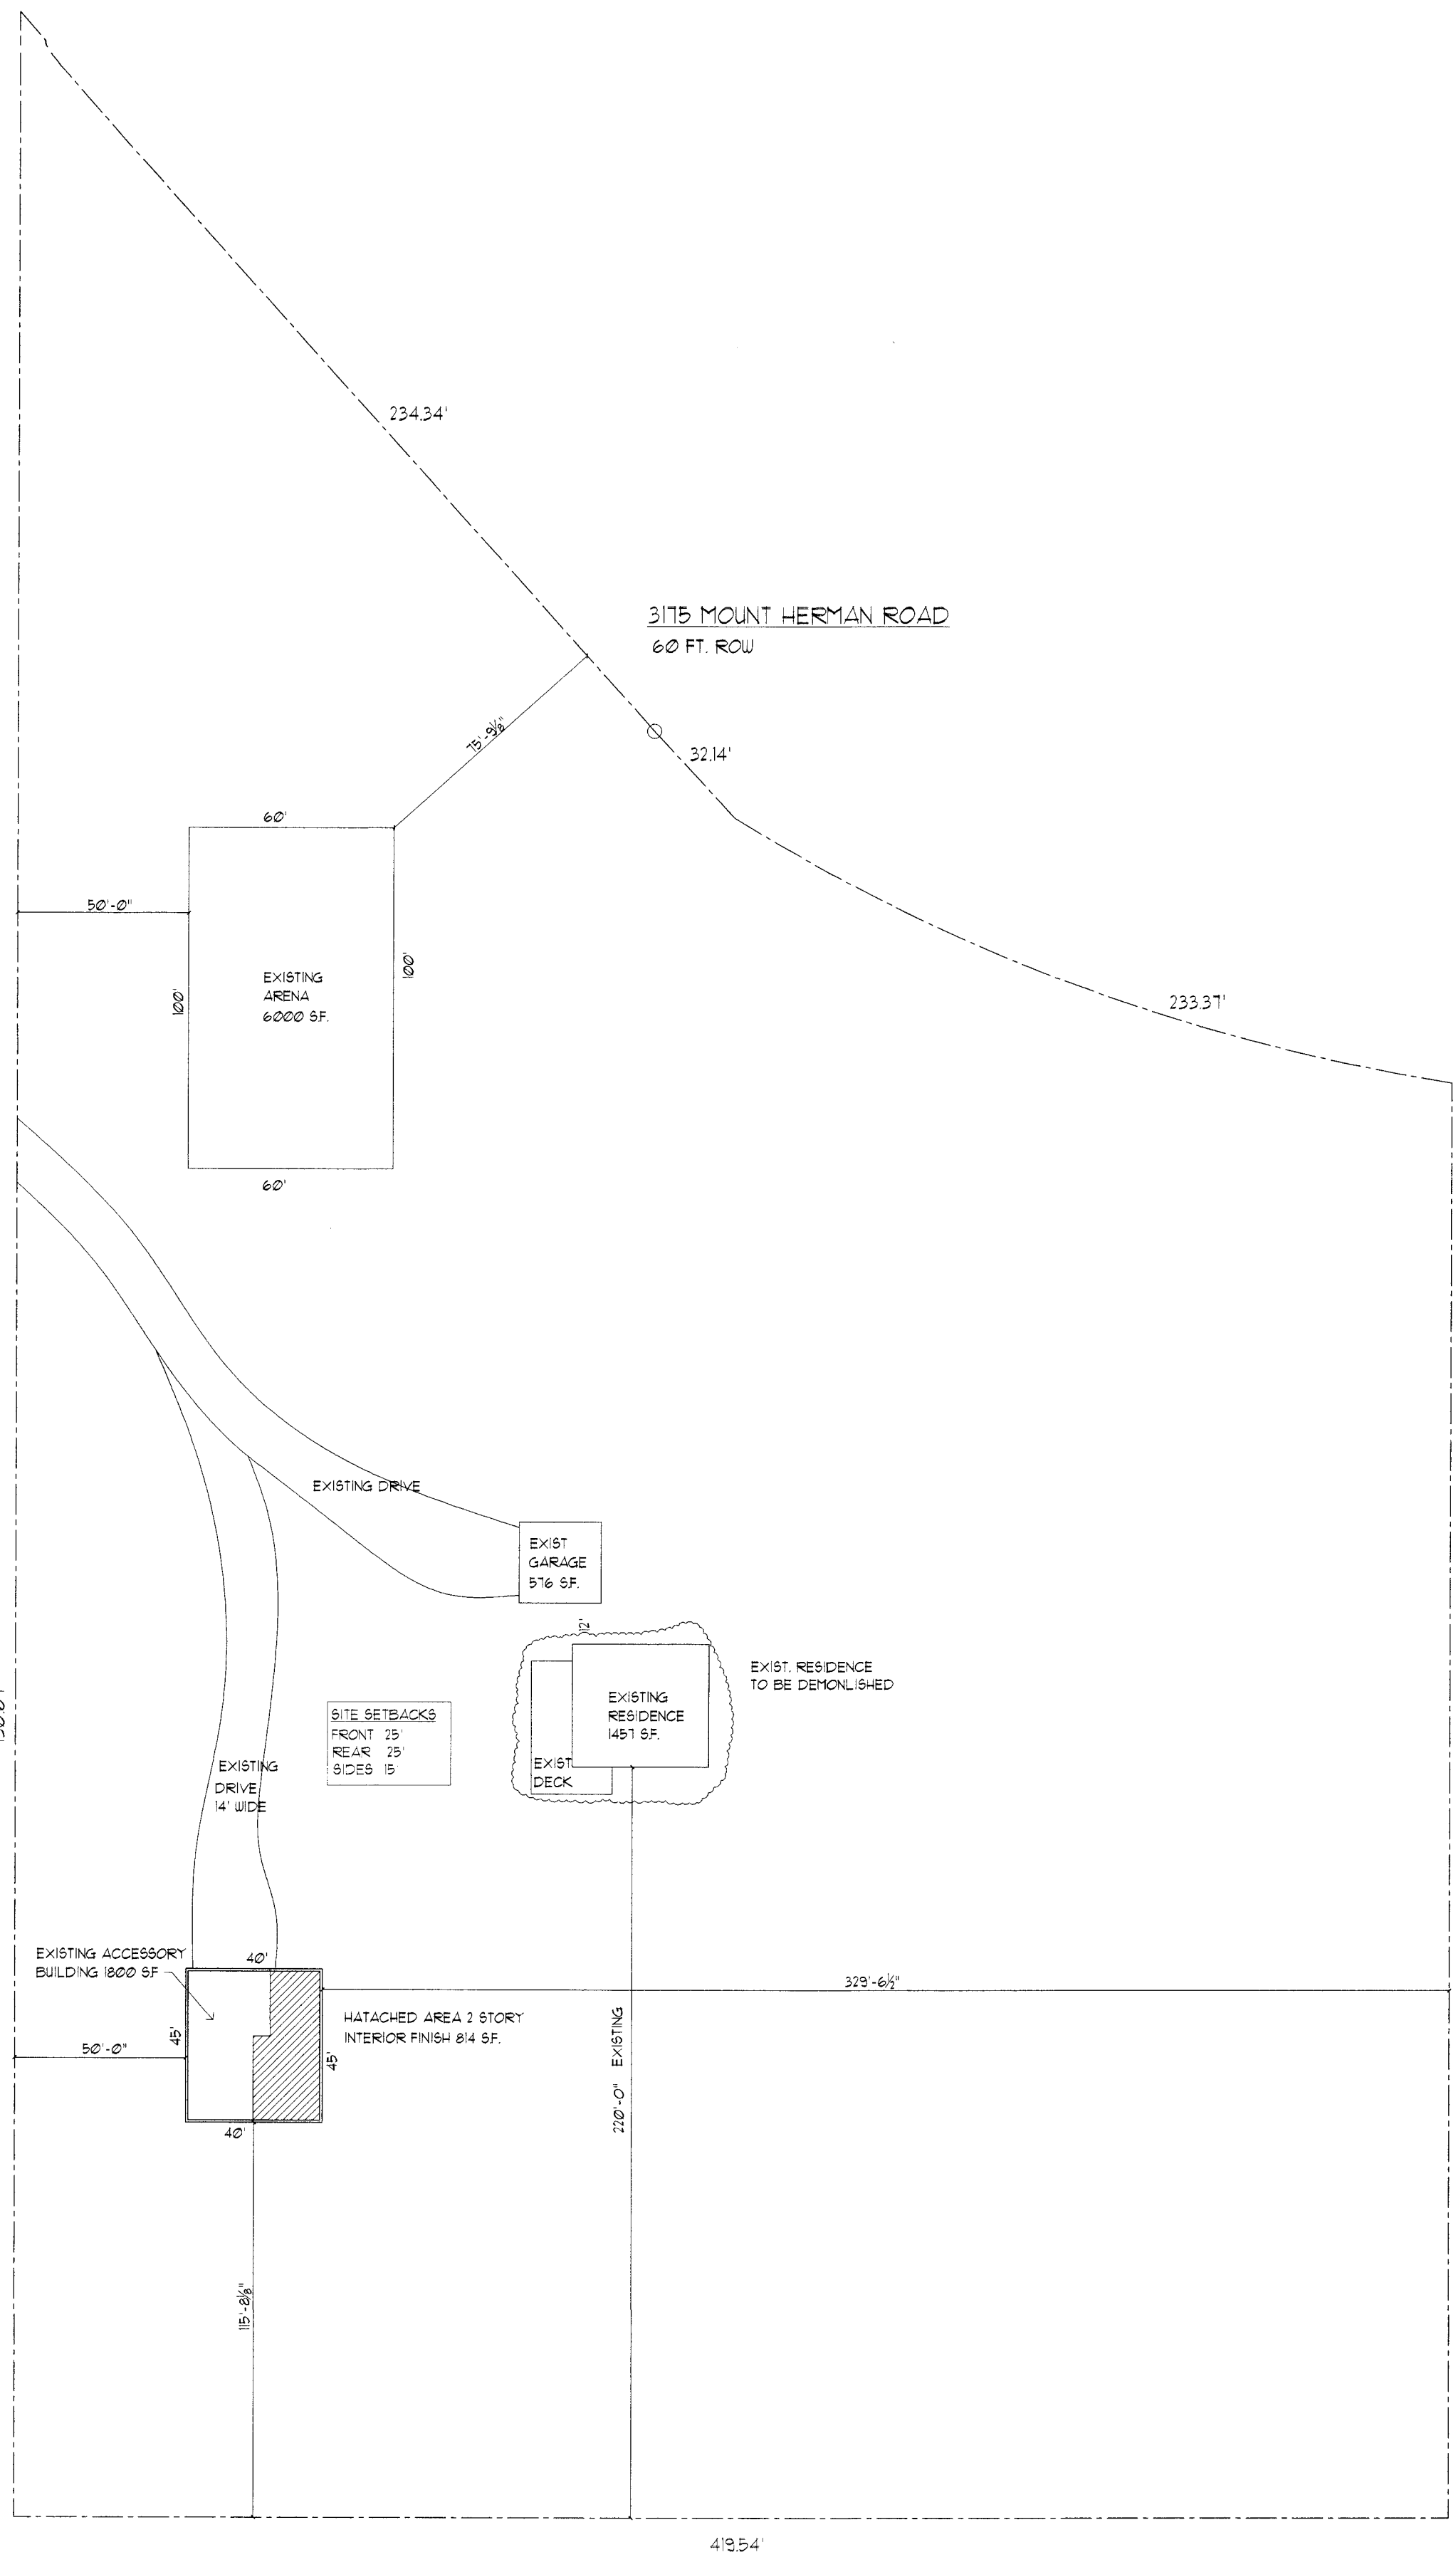 234.34'
3175 MOUNT HERMAN ROAD
60 FT. ROW
75'-9⅛"
32.14'
60'
50'-0"
100'
EXISTING
ARENA
6000 S.F.
100'
233.37'
60'
EXISTING DRIVE
EXIST
GARAGE
576 S.F.
12'
EXIST. RESIDENCE
TO BE DEMONLISHED
EXISTING
RESIDENCE
1457 S.F.
EXIST
DECK
SITE SETBACKS
FRONT 25'
REAR 25'
SIDES 15'
EXISTING
DRIVE
14' WIDE
EXISTING ACCESSORY
BUILDING 1800 S.F
40'
329'-6½"
HATACHED AREA 2 STORY
INTERIOR FINISH 814 S.F.
45'
45'
50'-0"
220'-0" EXISTING
40'
115'-8⅛"
419.54'